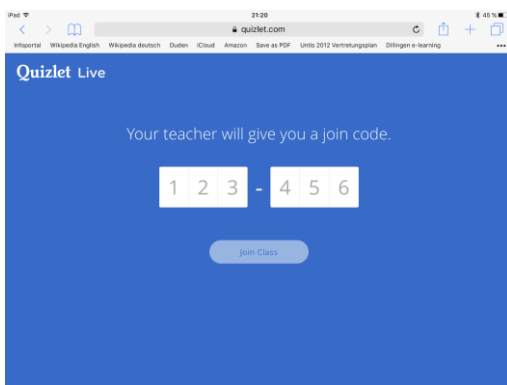 iPad 21:20 45 %
quizlet.com
Infoportal Wikipedia English Wikipedia deutsch Duden iCloud Amazon Save as PDF Untis 2012 Vertretungsplan Dillingen e-learning
Quizlet Live
Your teacher will give you a join code.
1 2 3 - 4 5 6
Join Class